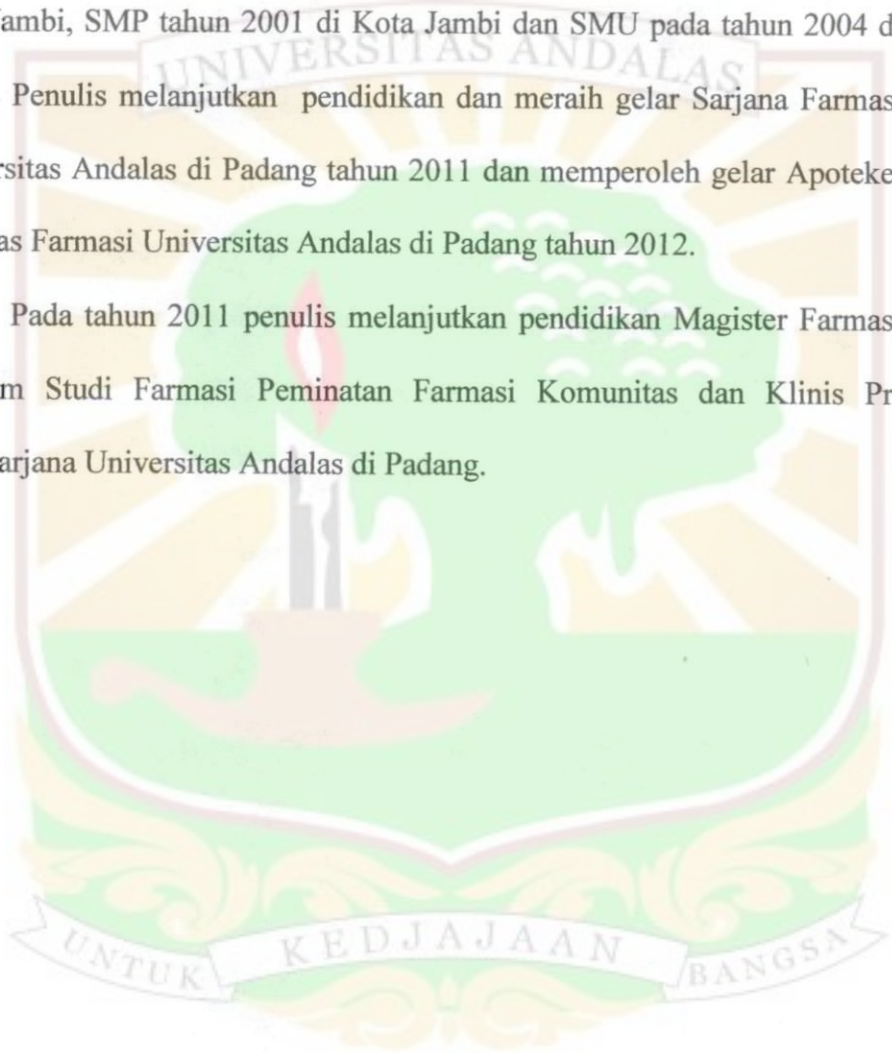 Jambi, SMP tahun 2001 di Kota Jambi dan SMU pada tahun 2004 d
UNIVERSITAS ANDALAS
Penulis melanjutkan pendidikan dan meraih gelar Sarjana Farmas
rsitas Andalas di Padang tahun 2011 dan memperoleh gelar Apoteke
as Farmasi Universitas Andalas di Padang tahun 2012.
Pada tahun 2011 penulis melanjutkan pendidikan Magister Farmas
m Studi Farmasi Peminatan Farmasi Komunitas dan Klinis Pr
arjana Universitas Andalas di Padang.
UNTUK KEDJAJAAN BANGSA